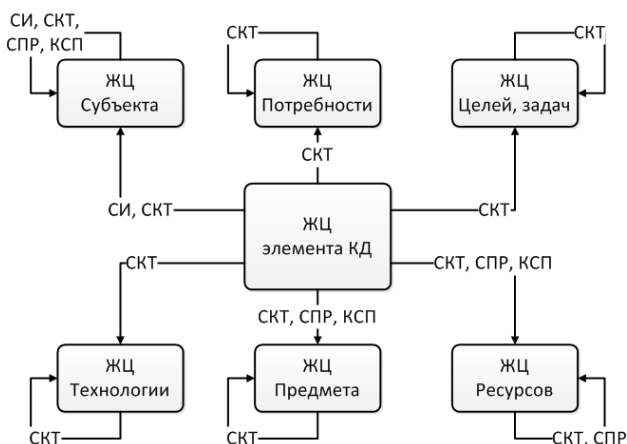 СИ, СКТ,
СПР, КСП
СКТ
СКТ
ЖЦ
Субъекта
ЖЦ
Потребности
ЖЦ
Целей, задач
СКТ
СИ, СКТ
ЖЦ
элемента КД
СКТ
СКТ
СКТ, СПР, КСП
СКТ, СПР, КСП
ЖЦ
Технологии
ЖЦ
Предмета
ЖЦ
Ресурсов
СКТ
СКТ
СКТ, СПР